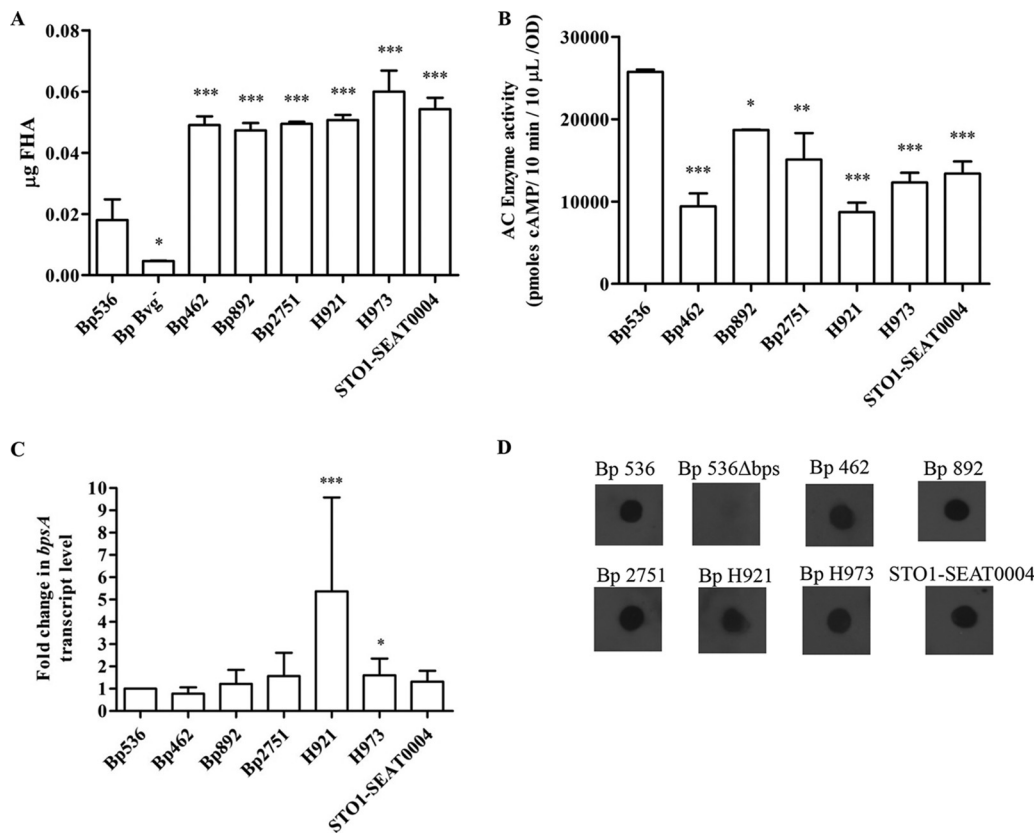 A
μg FHA
0.08
0.06
0.04
0.02
0.00
*
***
***
***
***
***
***
Bp536
Bp Bvg-
Bp462
Bp892
Bp2751
H921
H973
STO1-SEAT0004
B
AC Enzyme activity
(pmoles cAMP/ 10 min / 10 μL /OD)
30000
20000
10000
0
***
*
**
***
***
***
Bp536
Bp462
Bp892
Bp2751
H921
H973
STO1-SEAT0004
C
Fold change in bpsA
transcript level
10
9
8
7
6
5
4
3
2
1
0
***
*
Bp536
Bp462
Bp892
Bp2751
H921
H973
STO1-SEAT0004
D
Bp 536 Bp 536Δbps Bp 462 Bp 892
Bp 2751 Bp H921 Bp H973 STO1-SEAT0004